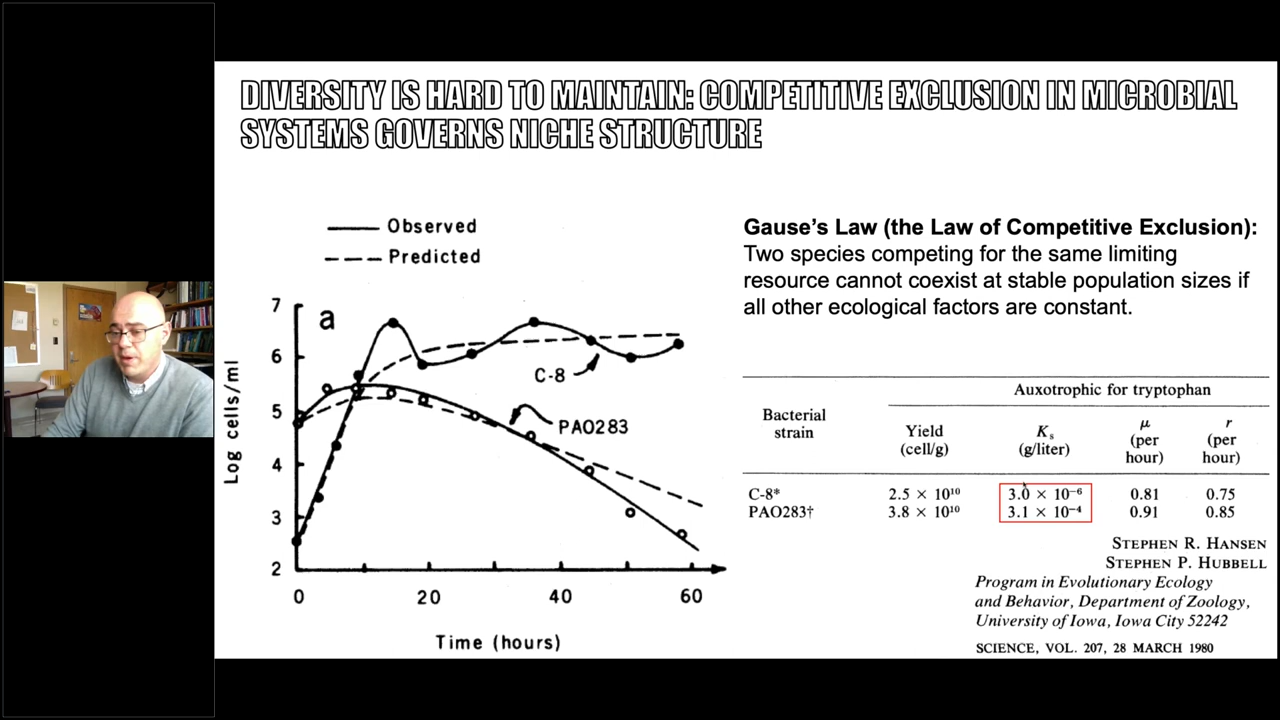 DIVERSITY IS HARD TO MAINTAIN: COMPETITIVE EXCLUSION IN MICROBIAL
SYSTEMS GOVERNS NICHE STRUCTURE
Observed
Predicted
a
7
6
5
4
3
2
Log cells/ml
C-8
PAO283
0
20
40
60
Time (hours)
Gause’s Law (the Law of Competitive Exclusion):
Two species competing for the same limiting
resource cannot coexist at stable population sizes if
all other ecological factors are constant.
Auxotrophic for tryptophan
Bacterial
strain
Yield
(cell/g)
Ks
(g/liter)
μ
(per
hour)
r
(per
hour)
C-8* 2.5 × 10¹⁰ 3.0 × 10⁻⁶ 0.81 0.75
PAO283† 3.8 × 10¹⁰ 3.1 × 10⁻⁴ 0.91 0.85
STEPHEN R. HANSEN
STEPHEN P. HUBBELL
Program in Evolutionary Ecology
and Behavior, Department of Zoology,
University of Iowa, Iowa City 52242
SCIENCE, VOL. 207, 28 MARCH 1980